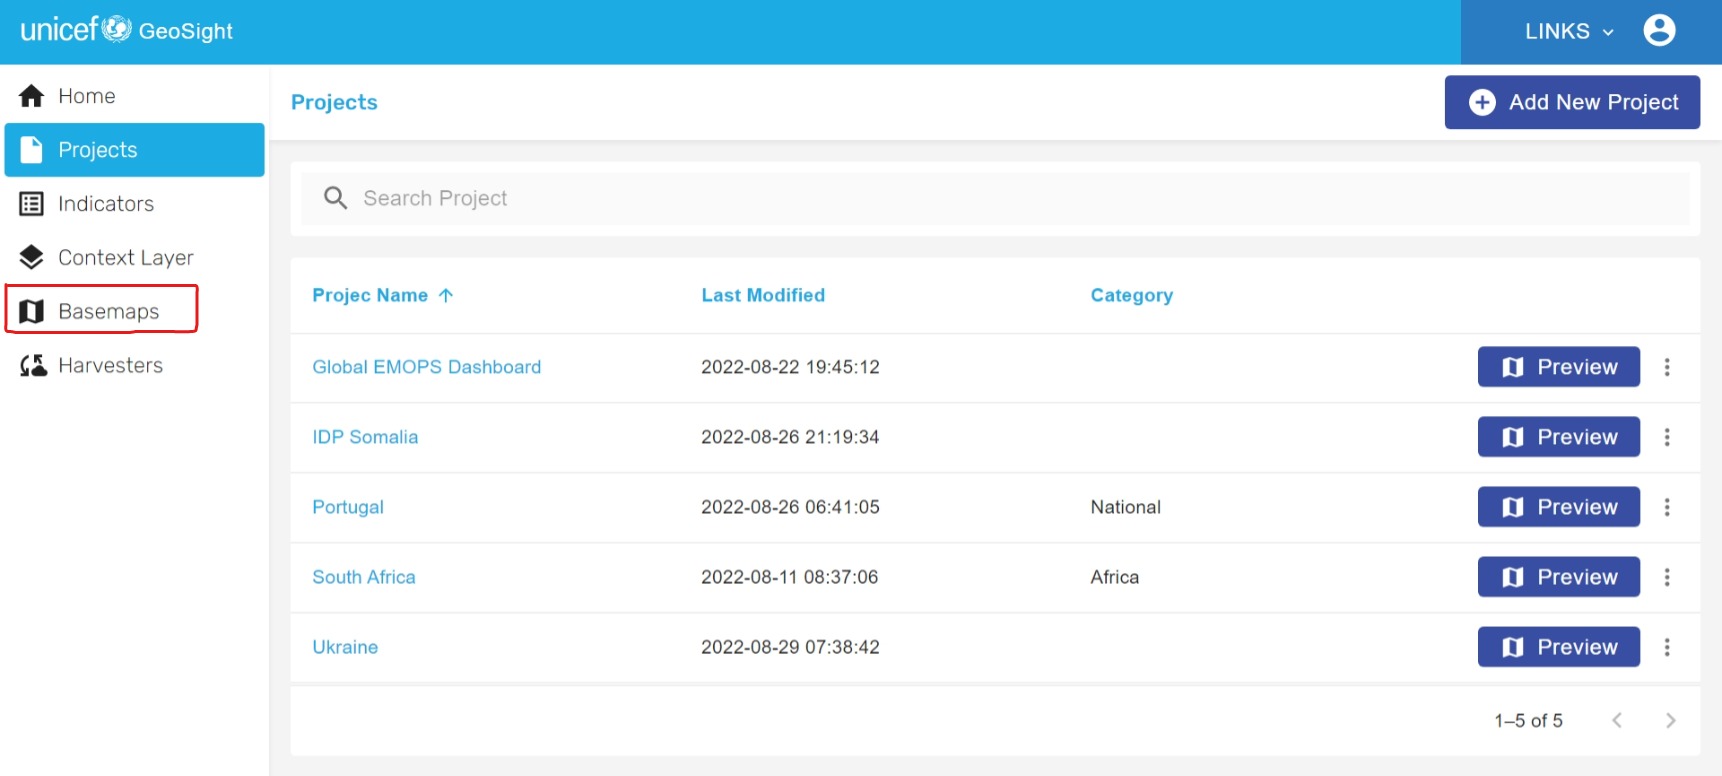 unicef GeoSight
LINKS
Home
Projects
Indicators
Context Layer
Basemaps
Harvesters
Projects
Add New Project
Search Project
Projec Name Last Modified Category
Global EMOPS Dashboard 2022-08-22 19:45:12 Preview
IDP Somalia 2022-08-26 21:19:34 Preview
Portugal 2022-08-26 06:41:05 National Preview
South Africa 2022-08-11 08:37:06 Africa Preview
Ukraine 2022-08-29 07:38:42 Preview
1–5 of 5